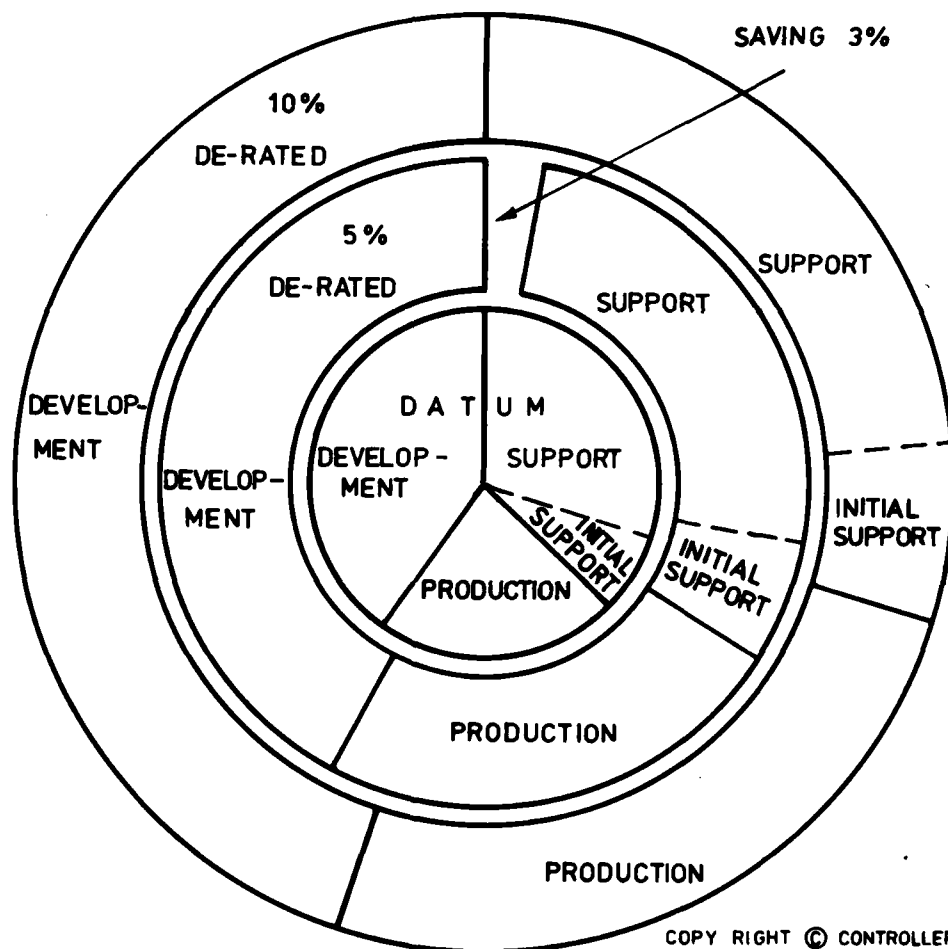 SAVING 3%
10%
DE-RATED
5%
DE-RATED
SUPPORT
SUPPORT
DEVELOP-
MENT
DATUM
DEVELOP-
MENT
SUPPORT
DEVELOP-
MENT
INITIAL
SUPPORT
INITIAL
SUPPORT
INITIAL
SUPPORT
PRODUCTION
PRODUCTION
PRODUCTION
COPY RIGHT © CONTROLLE